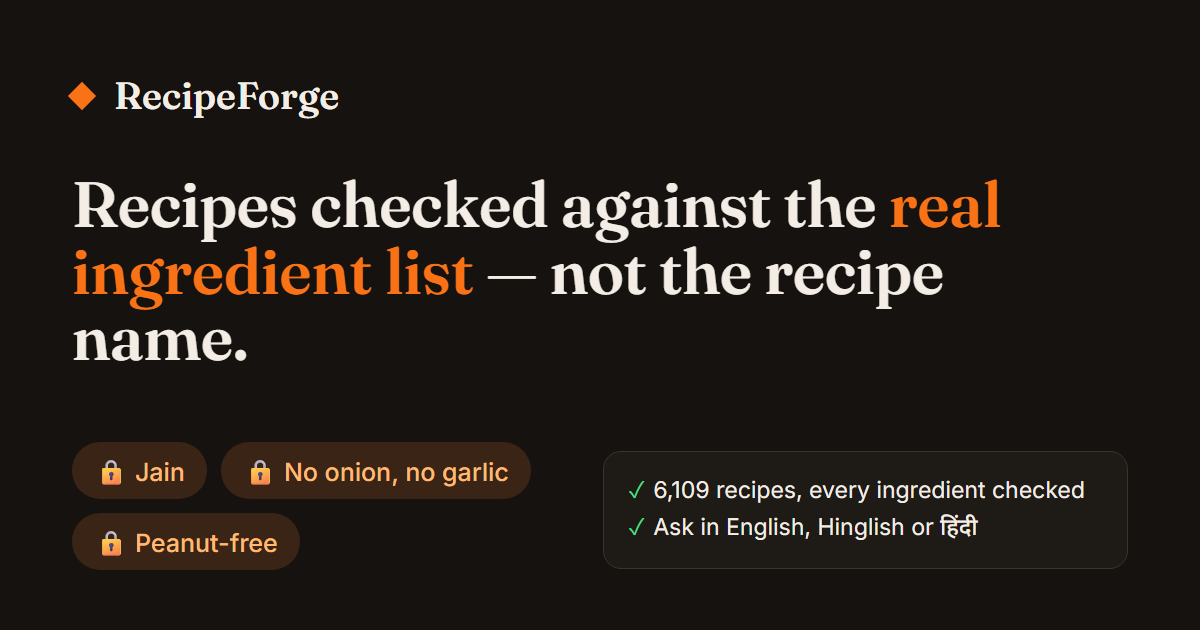 RecipeForge
Recipes checked against the real
ingredient list — not the recipe
name.
Jain
No onion, no garlic
Peanut-free
✓ 6,109 recipes, every ingredient checked
✓ Ask in English, Hinglish or हिंदी